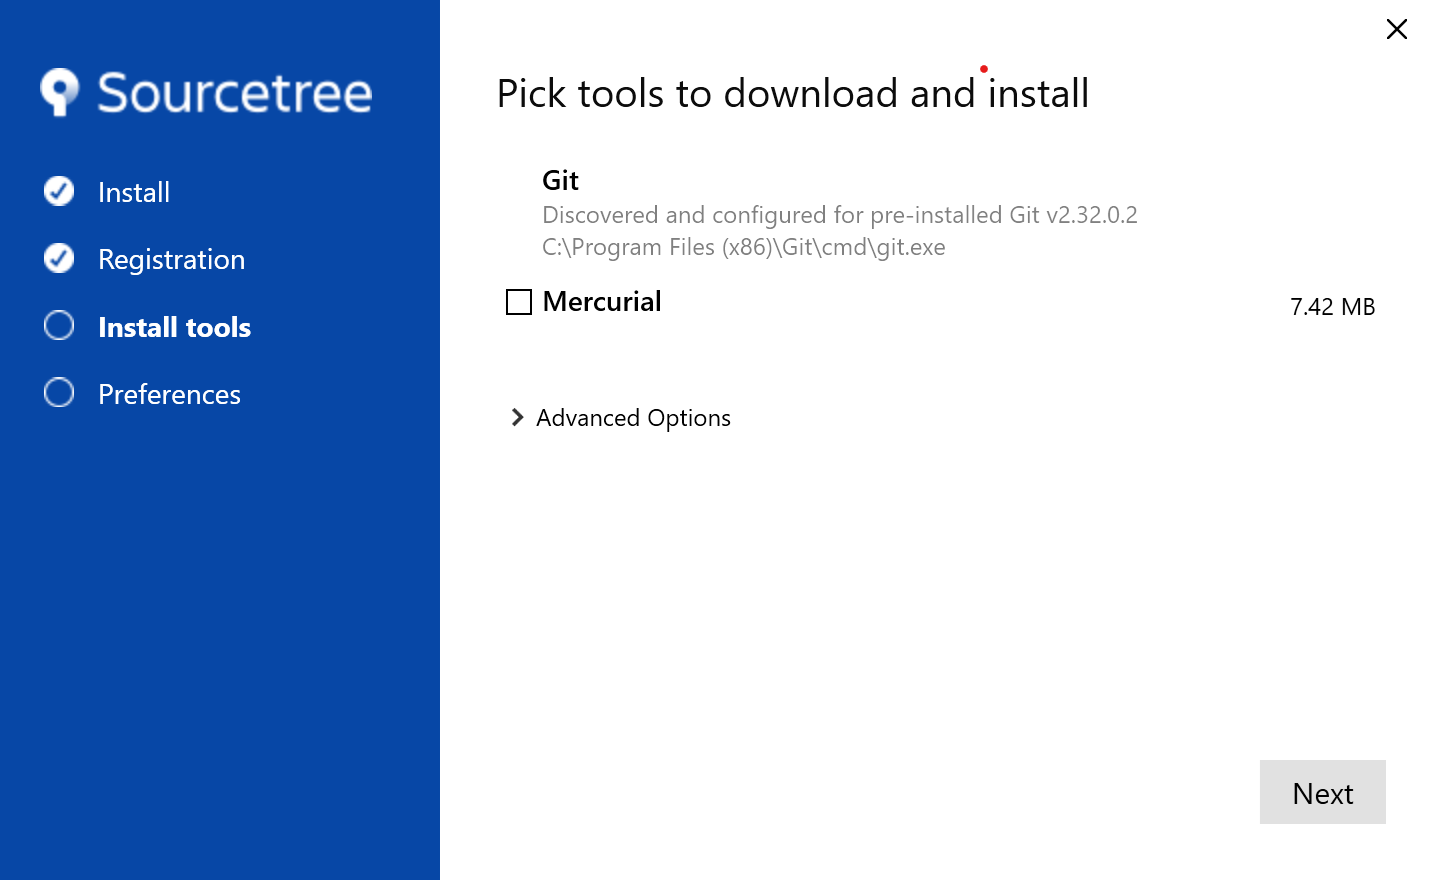 Sourcetree
Install
Registration
Install tools
Preferences
Pick tools to download and install
Git
Discovered and configured for pre-installed Git v2.32.0.2
C:\Program Files (x86)\Git\cmd\git.exe
Mercurial
7.42 MB
Advanced Options
Next